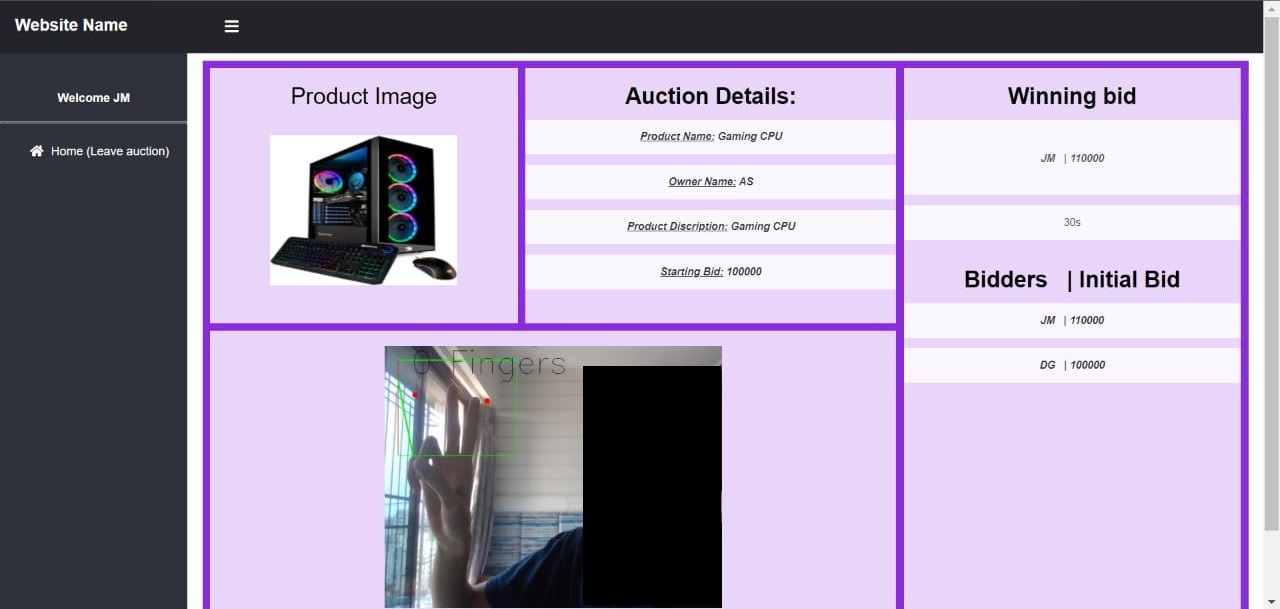 Website Name
Welcome JM
Home (Leave auction)
Product Image
Auction Details:
Product Name: Gaming CPU
Owner Name: AS
Product Discription: Gaming CPU
Starting Bid: 100000
Winning bid
JM | 110000
30s
Bidders | Initial Bid
JM | 110000
DG | 100000
0 Fingers